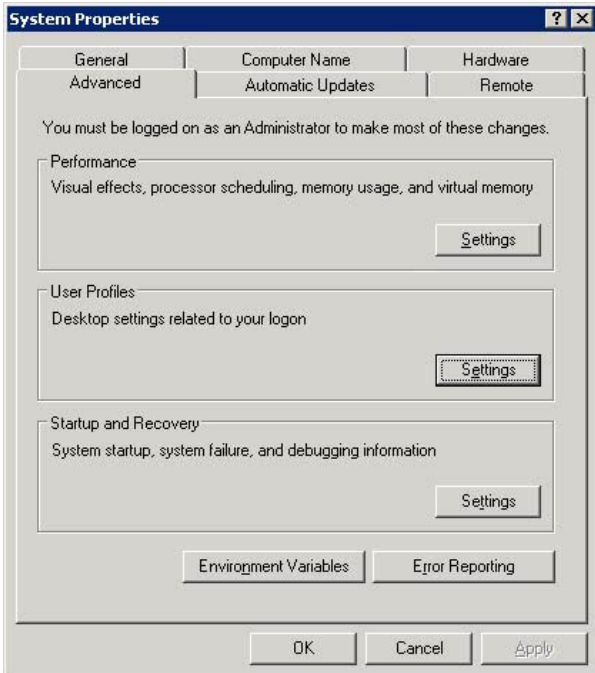 System Properties
General Computer Name Hardware
Advanced Automatic Updates Remote
You must be logged on as an Administrator to make most of these changes.
Performance
Visual effects, processor scheduling, memory usage, and virtual memory
Settings
User Profiles
Desktop settings related to your logon
Settings
Startup and Recovery
System startup, system failure, and debugging information
Settings
Environment Variables Error Reporting
OK Cancel Apply